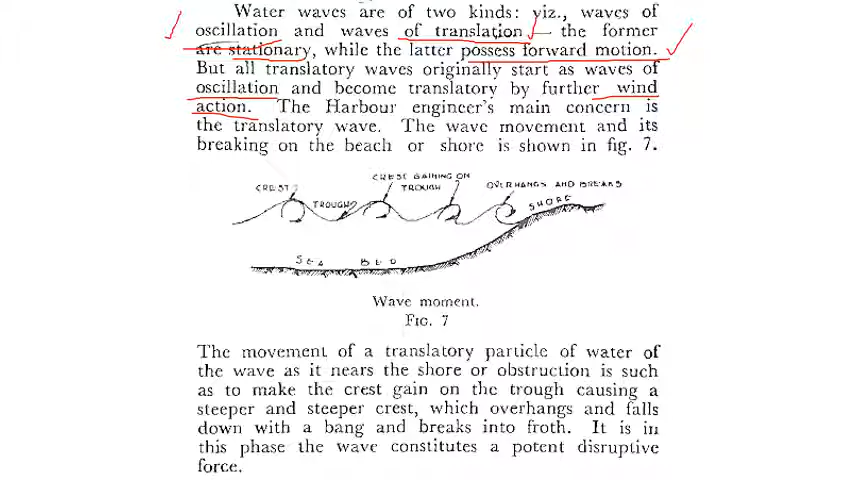 Water waves are of two kinds: viz., waves of
oscillation and waves of translation — the former
are stationary, while the latter possess forward motion.
But all translatory waves originally start as waves of
oscillation and become translatory by further wind
action. The Harbour engineer's main concern is
the translatory wave. The wave movement and its
breaking on the beach or shore is shown in fig. 7.
CREST GAINING ON
TROUGH
CREST
TROUGH
OVERHANGS AND BREAKS
SHORE
SEA BED
Wave moment.
FIG. 7
The movement of a translatory particle of water of
the wave as it nears the shore or obstruction is such
as to make the crest gain on the trough causing a
steeper and steeper crest, which overhangs and falls
down with a bang and breaks into froth. It is in
this phase the wave constitutes a potent disruptive
force.